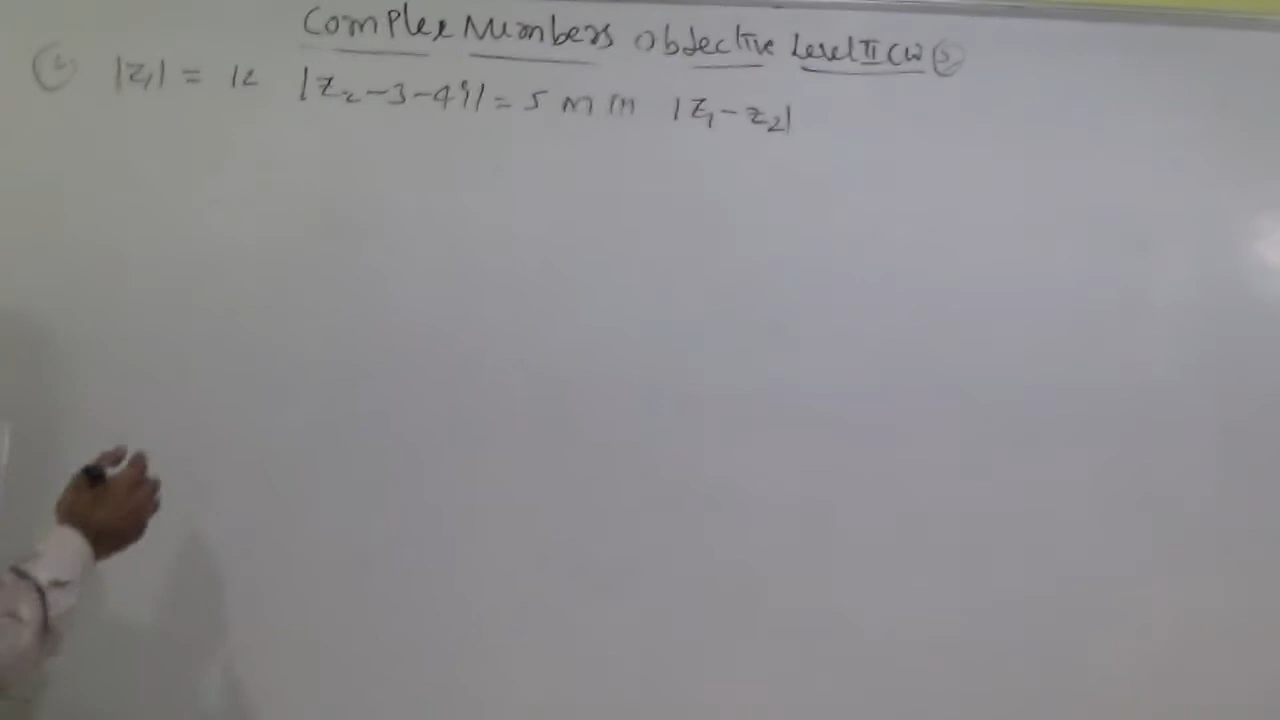 Complex Numbers Objective Level II CW
|z₁| = 12 |z₂-3-4i| = 5 min |z₁-z₂|